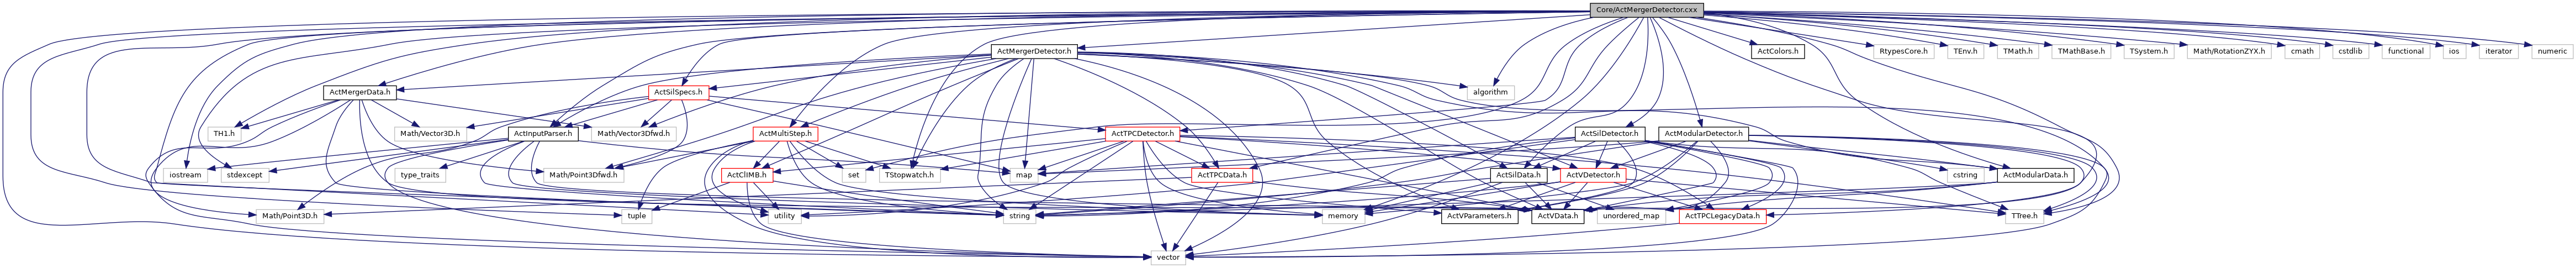 Core/ActMergerDetector.cxx
ActMergerDetector.h
ActColors.h
RtypesCore.h
TEnv.h
TMath.h
TMathBase.h
TSystem.h
Math/RotationZYX.h
cmath
cstdlib
functional
ios
iterator
numeric
ActMergerData.h
ActSilSpecs.h
algorithm
TH1.h
Math/Vector3D.h
ActInputParser.h
Math/Vector3Dfwd.h
ActMultiStep.h
ActTPCDetector.h
ActSilDetector.h
ActModularDetector.h
iostream
stdexcept
type_traits
Math/Point3Dfwd.h
ActClIMB.h
set
TStopwatch.h
map
ActTPCData.h
ActSilData.h
ActVDetector.h
cstring
ActModularData.h
Math/Point3D.h
tuple
utility
string
memory
ActVParameters.h
ActVData.h
unordered_map
ActTPCLegacyData.h
TTree.h
vector